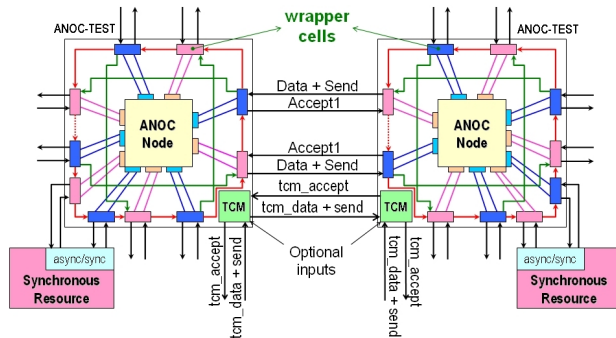 ANOC-TEST
wrapper
cells
ANOC-TEST
Data + Send
Accept1
ANOC
Node
ANOC
Node
Accept1
Data + Send
tcm_accept
TCM
tcm_data + send
TCM
Optional
inputs
async/sync
Synchronous
Resource
tcm_accept
tcm_data + send
tcm_data + send
tcm_accept
async/sync
Synchronous
Resource